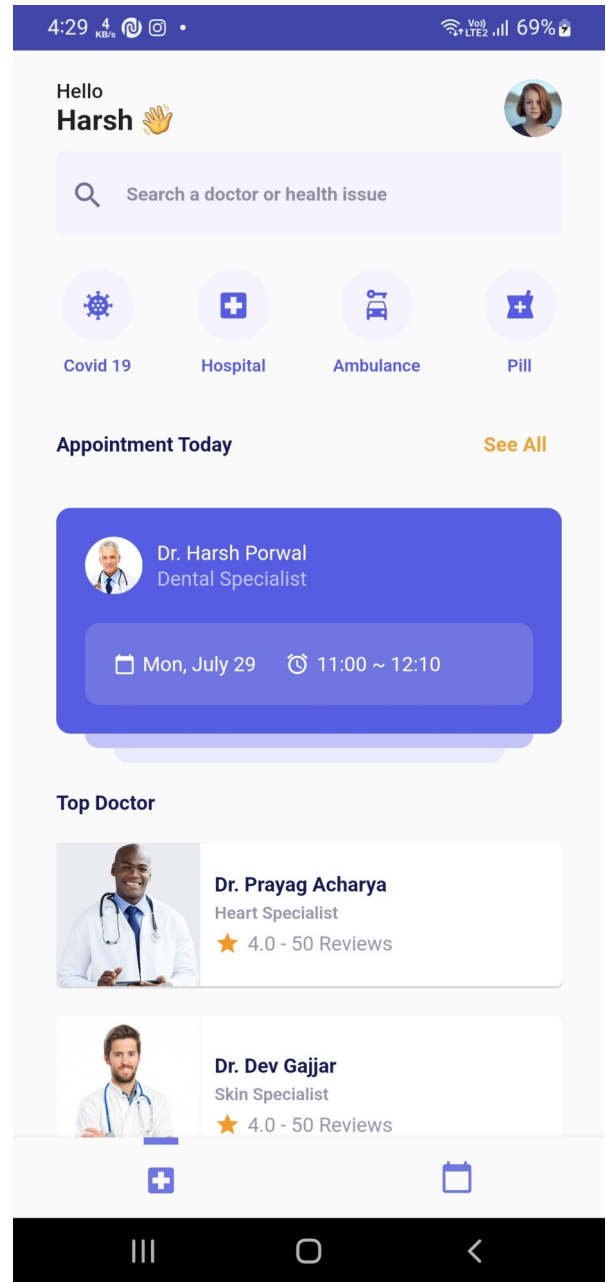 4:29 4 KB/s Vo)) LTE2 69%
Hello
Harsh 👋
Search a doctor or health issue
Covid 19 Hospital Ambulance Pill
Appointment Today See All
Dr. Harsh Porwal
Dental Specialist
Mon, July 29 11:00 ~ 12:10
Top Doctor
Dr. Prayag Acharya
Heart Specialist
4.0 - 50 Reviews
Dr. Dev Gajjar
Skin Specialist
4.0 - 50 Reviews